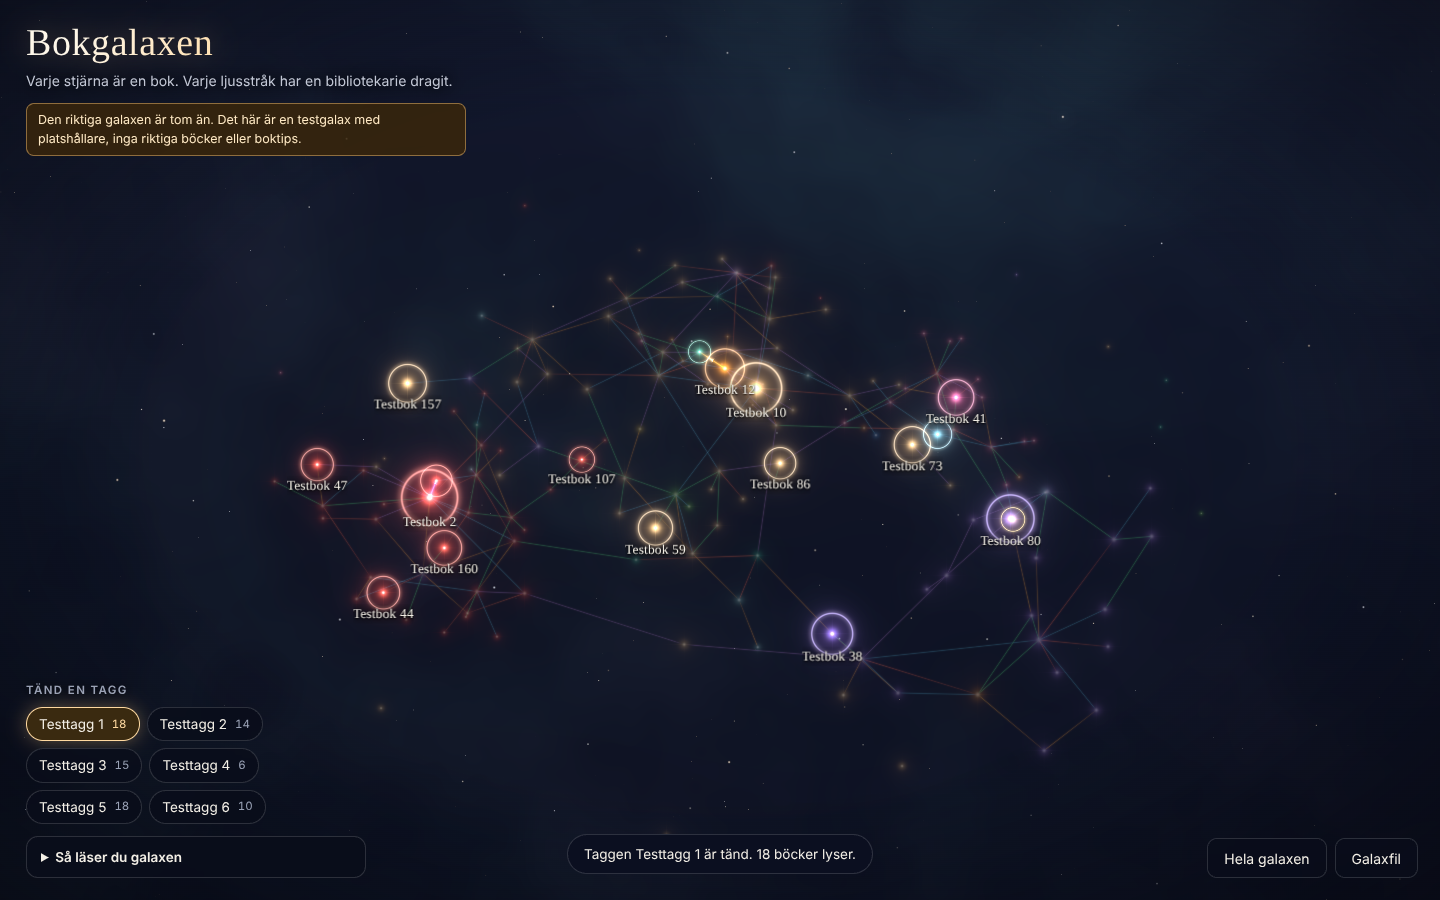 Bokgalaxen
Varje stjärna är en bok. Varje ljusstråk har en bibliotekarie dragit.
Den riktiga galaxen är tom än. Det här är en testgalax med
platshållare, inga riktiga böcker eller boktips.
Testbok 12
Testbok 157
Testbok 10
Testbok 41
Testbok 73
Testbok 107
Testbok 86
Testbok 47
Testbok 2
Testbok 80
Testbok 59
Testbok 160
Testbok 44
Testbok 38
TÄND EN TAGG
Testtagg 1 18
Testtagg 2 14
Testtagg 3 15
Testtagg 4 6
Testtagg 5 18
Testtagg 6 10
Så läser du galaxen
Taggen Testtagg 1 är tänd. 18 böcker lyser.
Hela galaxen
Galaxfil